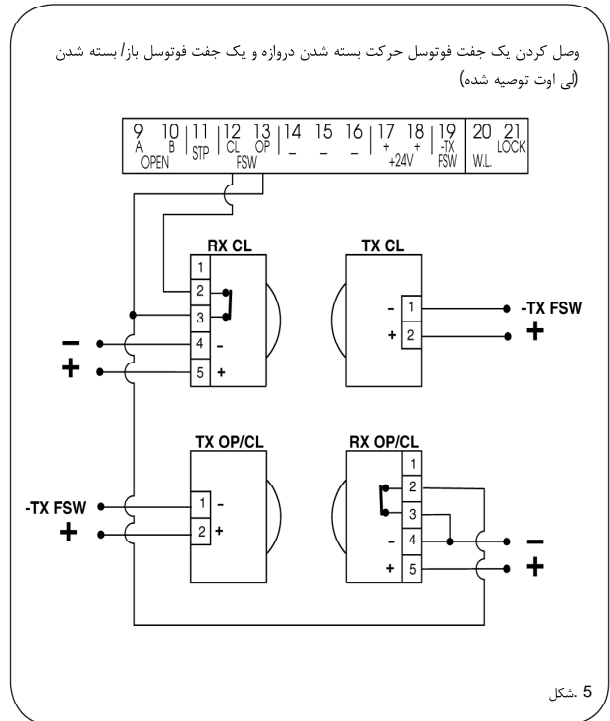 وصل کردن یک جفت فوتوسل حرکت بسته شدن دروازه و یک جفت فوتوسل باز/ بسته شدن
(لی اوت توصیه شده)
9 10 11 12 13 14 15 16 17 18 19 20 21
A B STP CL OP – – – + + -TX LOCK
OPEN FSW +24V FSW W.L.
RX CL TX CL
1
2
3
4 -
5 +
- 1 -TX FSW
+ 2 +
−
+
TX OP/CL RX OP/CL
-TX FSW 1 -
+ 2 +
1
2
3
- 4 −
+ 5 +
5 .شکل